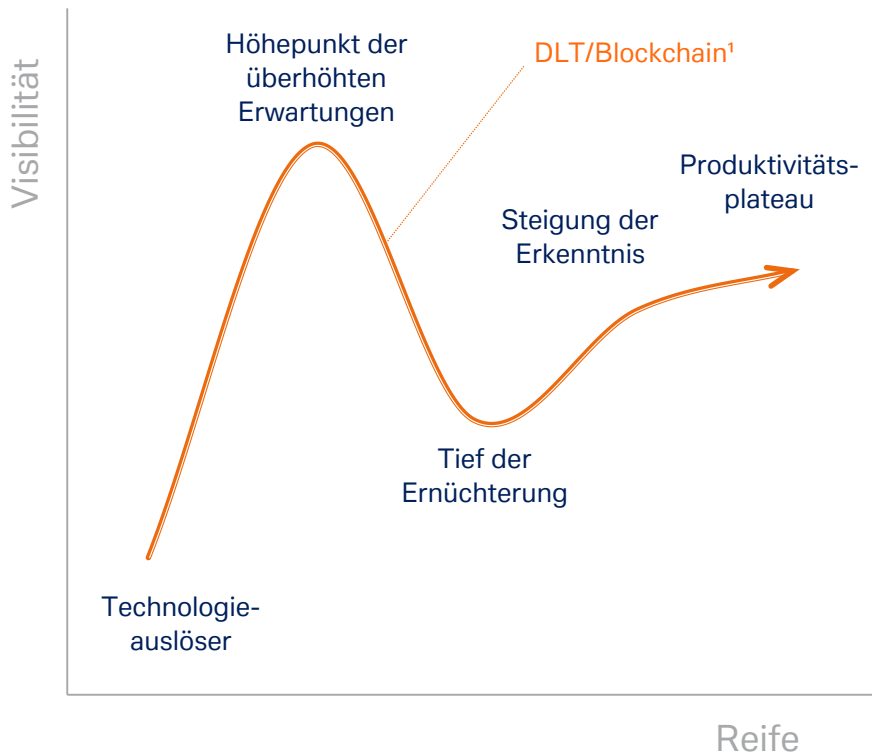 Visibilität
Höhepunkt der
überhöhten
Erwartungen
DLT/Blockchain¹
Produktivitäts-
plateau
Steigung der
Erkenntnis
Tief der
Ernüchterung
Technologie-
auslöser
Reife